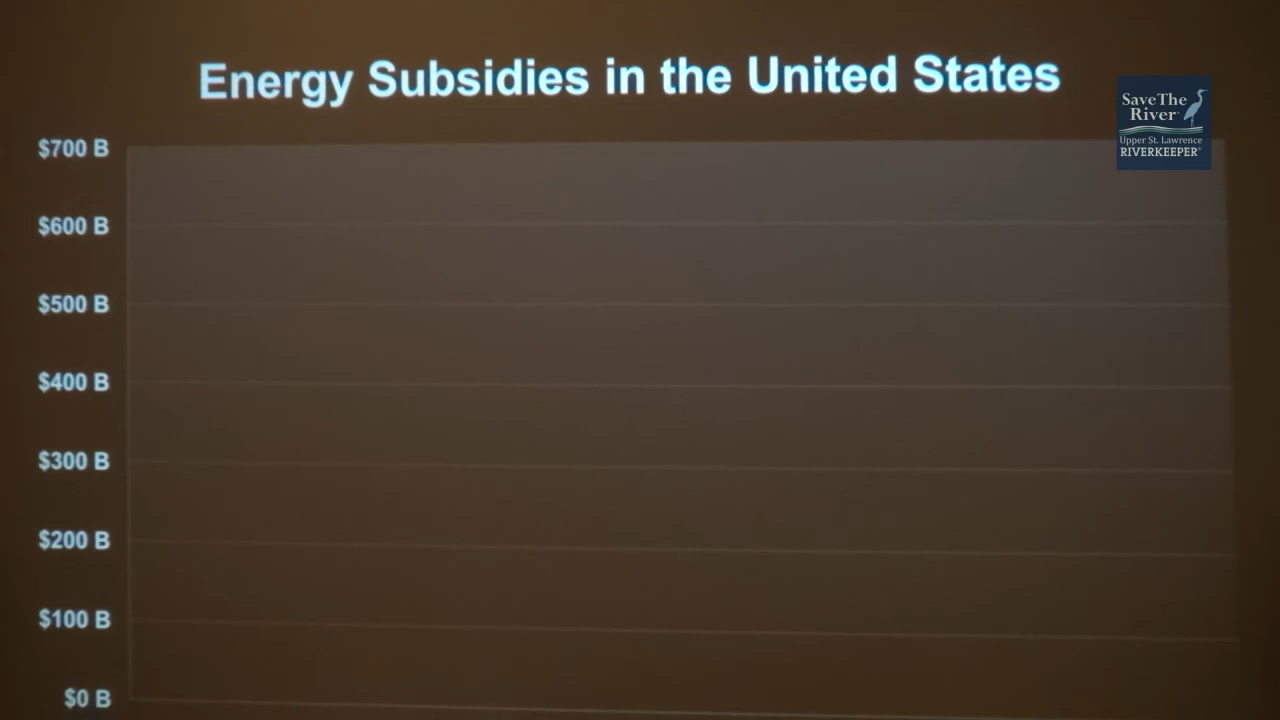 Energy Subsidies in the United States
Save The
River
Upper St. Lawrence
RIVERKEEPER®
$700 B
$600 B
$500 B
$400 B
$300 B
$200 B
$100 B
$0 B